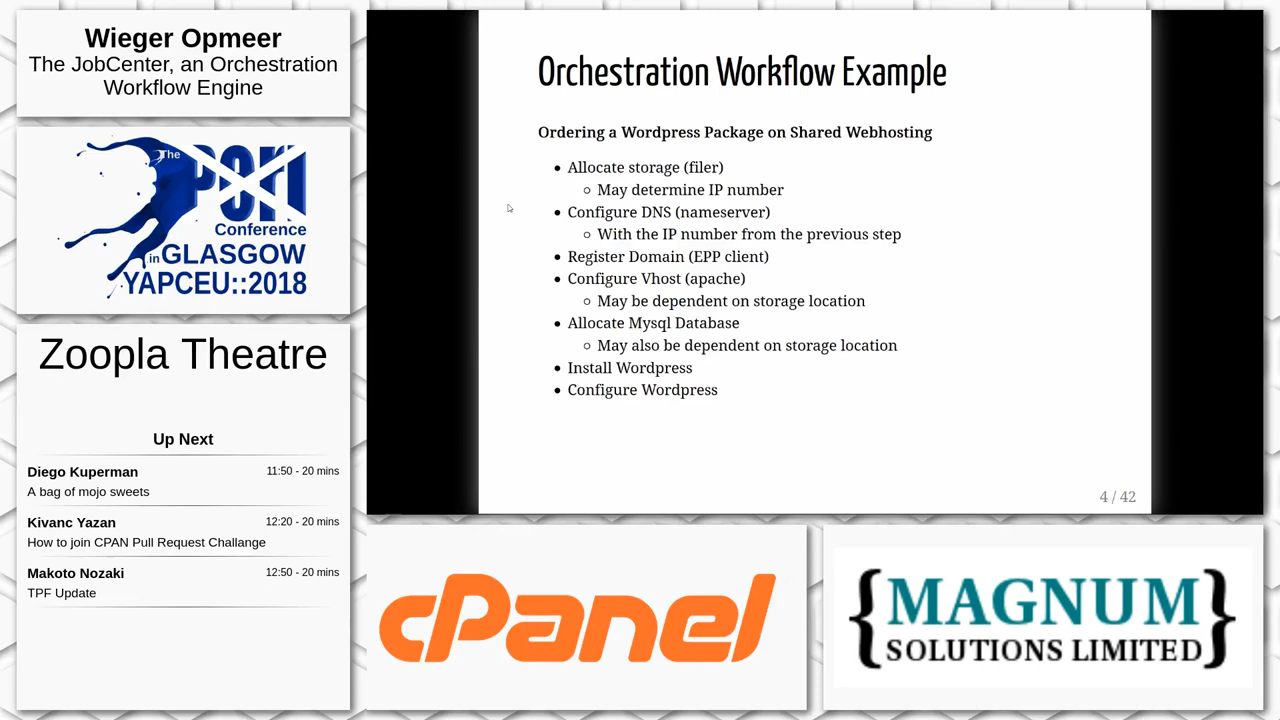 Wieger Opmeer
The JobCenter, an Orchestration
Workflow Engine
The
Perl
Conference
in GLASGOW
YAPCEU::2018
Zoopla Theatre
Up Next
Diego Kuperman 11:50 - 20 mins
A bag of mojo sweets
Kivanc Yazan 12:20 - 20 mins
How to join CPAN Pull Request Challange
Makoto Nozaki 12:50 - 20 mins
TPF Update
Orchestration Workflow Example
Ordering a Wordpress Package on Shared Webhosting
• Allocate storage (filer)
◦ May determine IP number
• Configure DNS (nameserver)
◦ With the IP number from the previous step
• Register Domain (EPP client)
• Configure Vhost (apache)
◦ May be dependent on storage location
• Allocate Mysql Database
◦ May also be dependent on storage location
• Install Wordpress
• Configure Wordpress
4 / 42
cPanel
{MAGNUM}
SOLUTIONS LIMITED